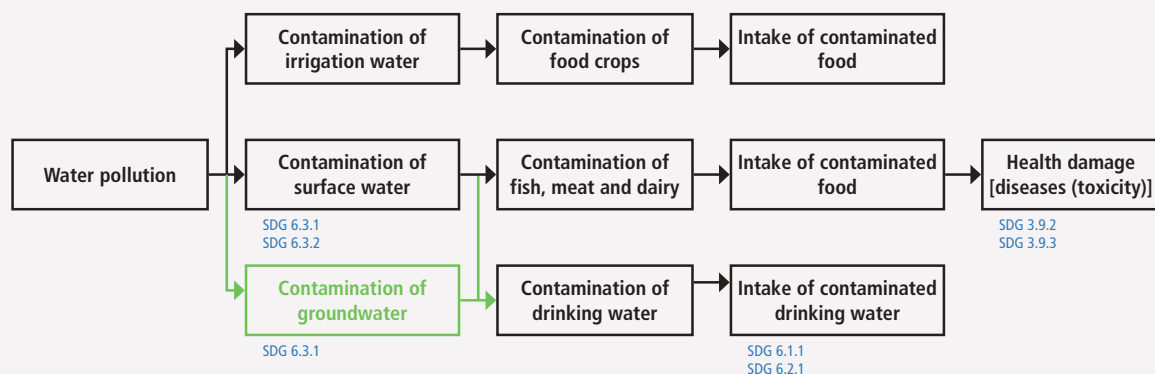 Contamination of
irrigation water
Contamination of
food crops
Intake of contaminated
food
Water pollution
Contamination of
surface water
Contamination of
fish, meat and dairy
Intake of contaminated
food
Health damage
[diseases (toxicity)]
SDG 6.3.1
SDG 6.3.2
SDG 3.9.2
SDG 3.9.3
Contamination of
groundwater
Contamination of
drinking water
Intake of contaminated
drinking water
SDG 6.3.1
SDG 6.1.1
SDG 6.2.1